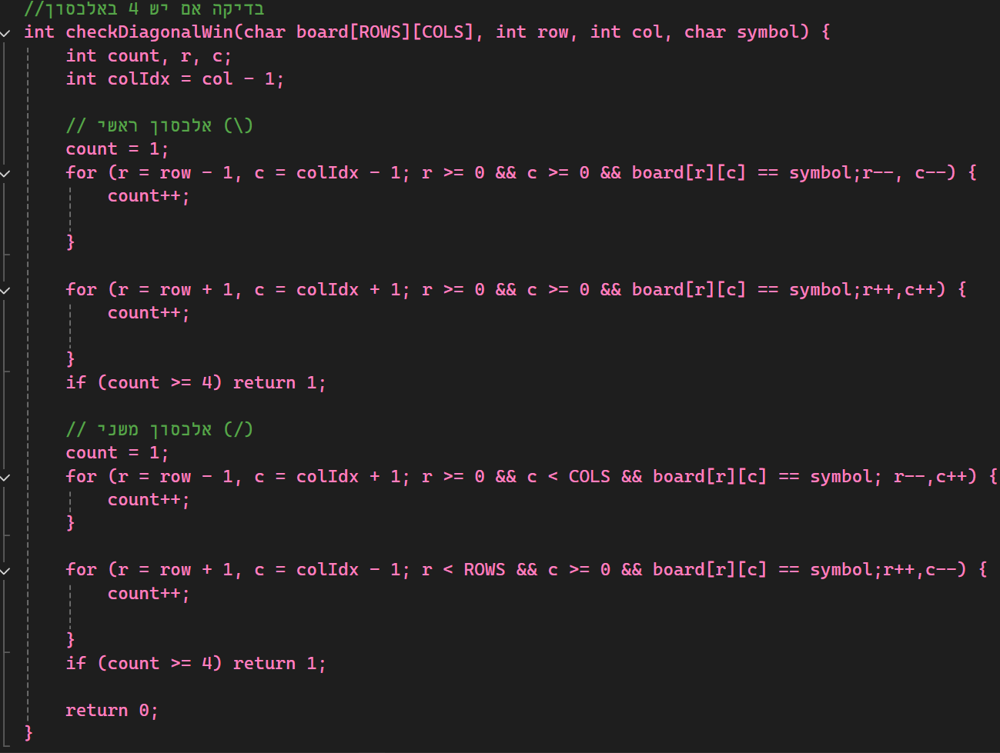 //בדיקה אם יש 4 באלכסון
int checkDiagonalWin(char board[ROWS][COLS], int row, int col, char symbol) {
int count, r, c;
int colIdx = col - 1;
// אלכסון ראשי (\)
count = 1;
for (r = row - 1, c = colIdx - 1; r >= 0 && c >= 0 && board[r][c] == symbol;r--, c--) {
count++;
}
for (r = row + 1, c = colIdx + 1; r >= 0 && c >= 0 && board[r][c] == symbol;r++,c++) {
count++;
}
if (count >= 4) return 1;
// אלכסון משני (/)
count = 1;
for (r = row - 1, c = colIdx + 1; r >= 0 && c < COLS && board[r][c] == symbol; r--,c++) {
count++;
}
for (r = row + 1, c = colIdx - 1; r < ROWS && c >= 0 && board[r][c] == symbol;r++,c--) {
count++;
}
if (count >= 4) return 1;
return 0;
}